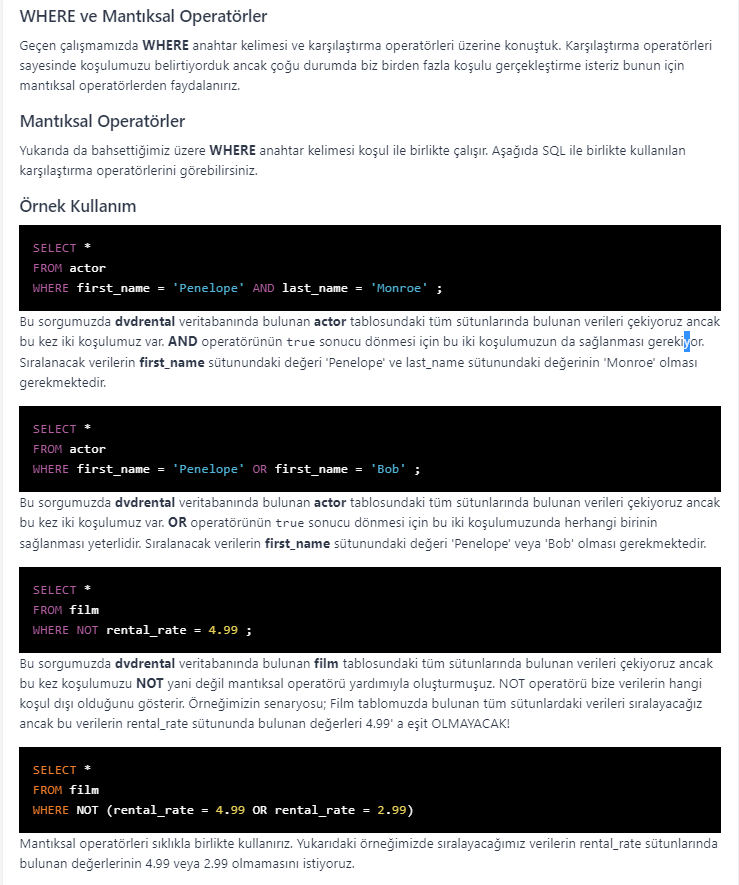 WHERE ve Mantıksal Operatörler
Geçen çalışmamızda WHERE anahtar kelimesi ve karşılaştırma operatörleri üzerine konuştuk. Karşılaştırma operatörleri
sayesinde koşulumuzu belirtiyorduk ancak çoğu durumda biz birden fazla koşulu gerçekleştirme isteriz bunun için
mantıksal operatörlerden faydalanırız.
Mantıksal Operatörler
Yukarıda da bahsettiğimiz üzere WHERE anahtar kelimesi koşul ile birlikte çalışır. Aşağıda SQL ile birlikte kullanılan
karşılaştırma operatörlerini görebilirsiniz.
Örnek Kullanım
SELECT *
FROM actor
WHERE first_name = 'Penelope' AND last_name = 'Monroe' ;
Bu sorgumuzda dvdrental veritabanında bulunan actor tablosundaki tüm sütunlarında bulunan verileri çekiyoruz ancak
bu kez iki koşulumuz var. AND operatörünün true sonucu dönmesi için bu iki koşulumuzun da sağlanması gerekiyor.
Sıralanacak verilerin first_name sütunundaki değeri 'Penelope' ve last_name sütunundaki değerinin 'Monroe' olması
gerekmektedir.
SELECT *
FROM actor
WHERE first_name = 'Penelope' OR first_name = 'Bob' ;
Bu sorgumuzda dvdrental veritabanında bulunan actor tablosundaki tüm sütunlarında bulunan verileri çekiyoruz ancak
bu kez iki koşulumuz var. OR operatörünün true sonucu dönmesi için bu iki koşulumuzunda herhangi birinin
sağlanması yeterlidir. Sıralanacak verilerin first_name sütunundaki değeri 'Penelope' veya 'Bob' olması gerekmektedir.
SELECT *
FROM film
WHERE NOT rental_rate = 4.99 ;
Bu sorgumuzda dvdrental veritabanında bulunan film tablosundaki tüm sütunlarında bulunan verileri çekiyoruz ancak
bu kez koşulumuzu NOT yani değil mantıksal operatörü yardımıyla oluşturmuşuz. NOT operatörü bize verilerin hangi
koşul dışı olduğunu gösterir. Örneğimizin senaryosu; Film tablomuzda bulunan tüm sütunlardaki verileri sıralayacağız
ancak bu verilerin rental_rate sütununda bulunan değerleri 4.99' a eşit OLMAYACAK!
SELECT *
FROM film
WHERE NOT (rental_rate = 4.99 OR rental_rate = 2.99)
Mantıksal operatörleri sıklıkla birlikte kullanırız. Yukarıdaki örneğimizde sıralayacağımız verilerin rental_rate sütunlarında
bulunan değerlerinin 4.99 veya 2.99 olmamasını istiyoruz.